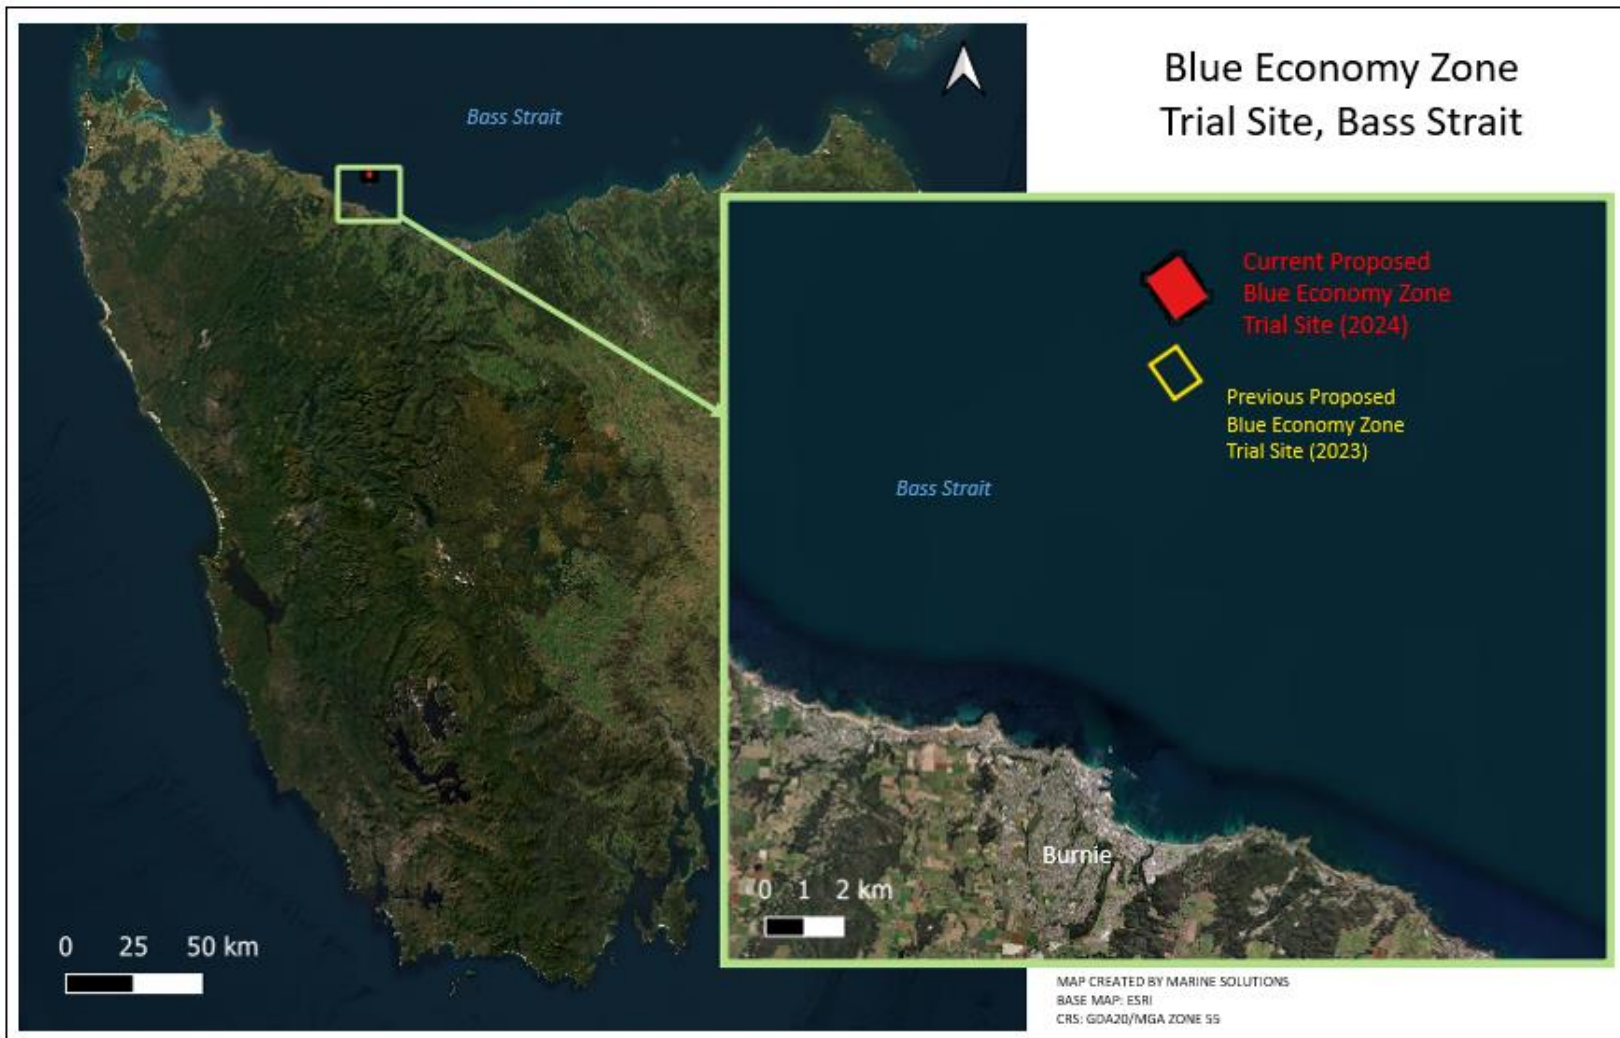 Blue Economy Zone
Trial Site, Bass Strait
Bass Strait
Current Proposed
Blue Economy Zone
Trial Site (2024)
Previous Proposed
Blue Economy Zone
Trial Site (2023)
Bass Strait
Burnie
0 1 2 km
0 25 50 km
MAP CREATED BY MARINE SOLUTIONS
BASE MAP: ESRI
CRS: GDA20/MGA ZONE 55